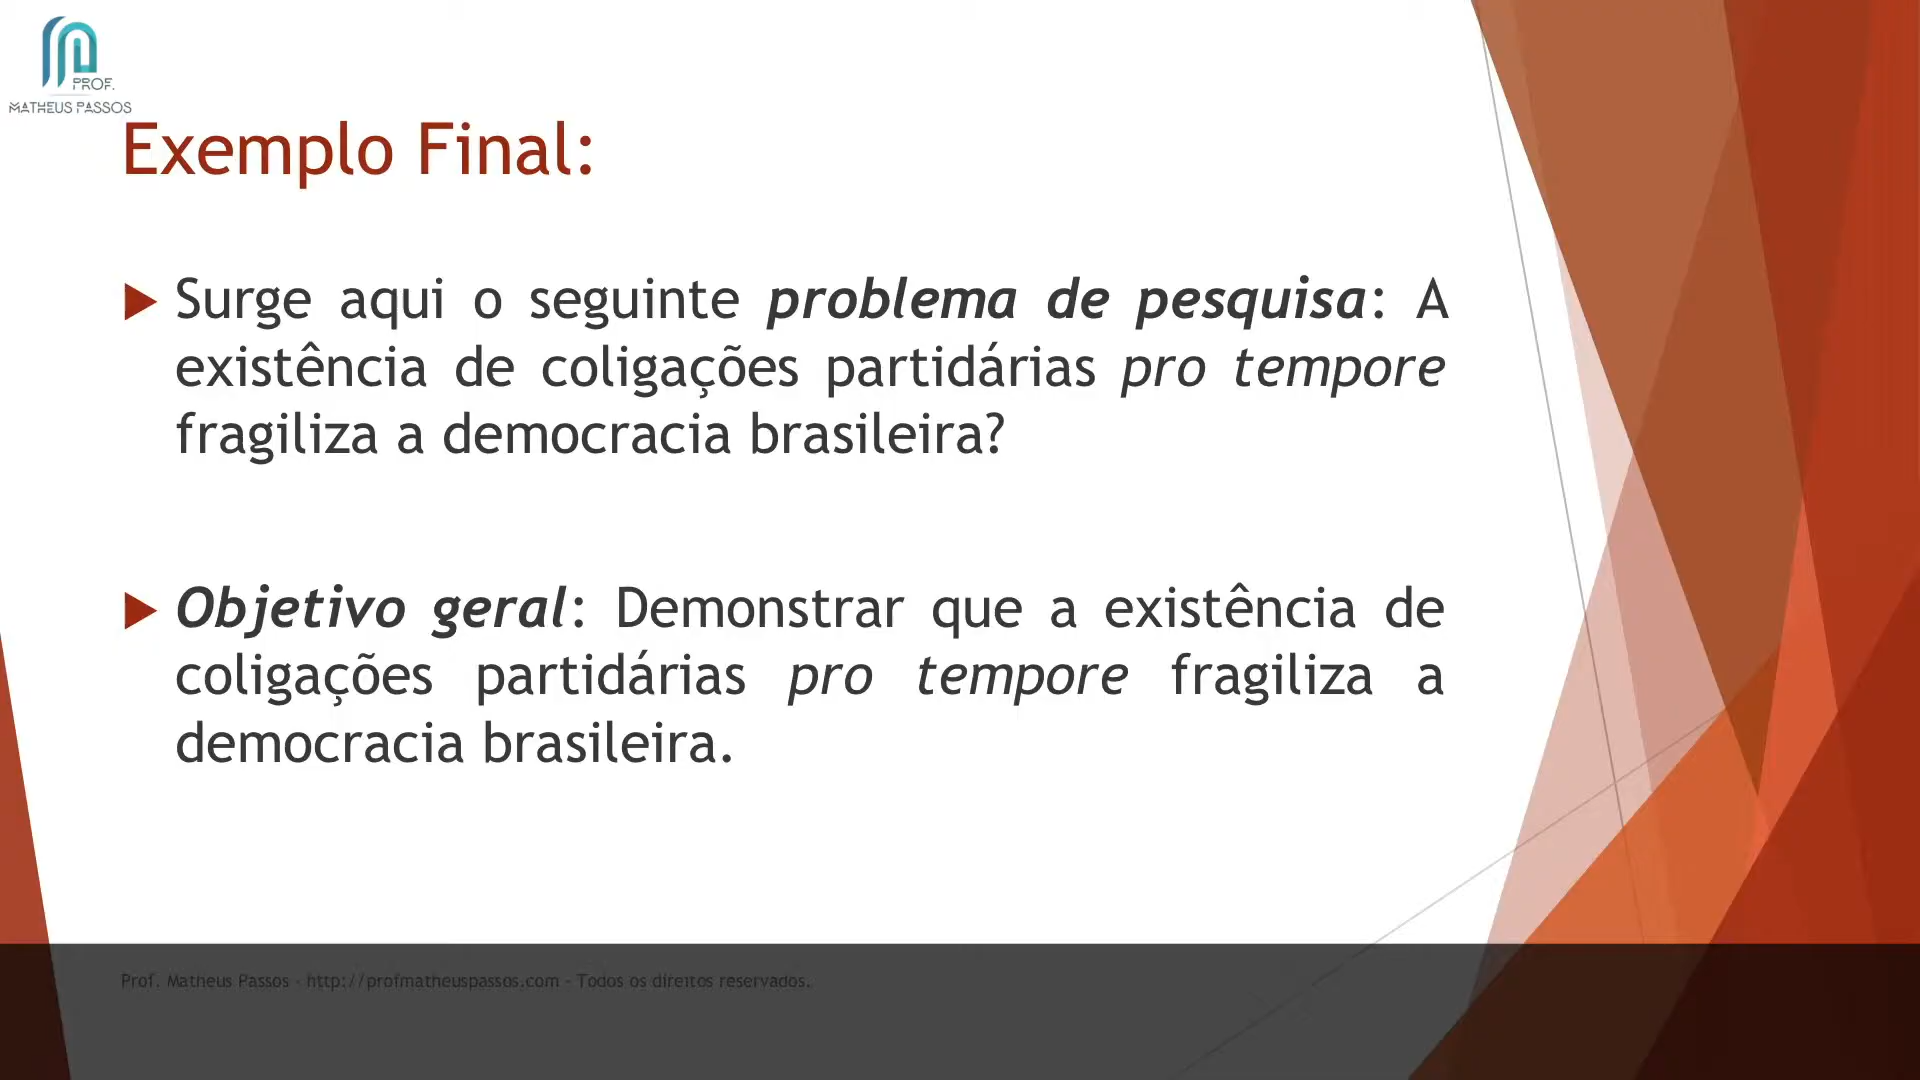 PROF.
MATHEUS PASSOS
Exemplo Final:
Surge aqui o seguinte problema de pesquisa: A
existência de coligações partidárias pro tempore
fragiliza a democracia brasileira?
Objetivo geral: Demonstrar que a existência de
coligações partidárias pro tempore fragiliza a
democracia brasileira.
Prof. Matheus Passos - http://profmatheuspassos.com - Todos os direitos reservados.